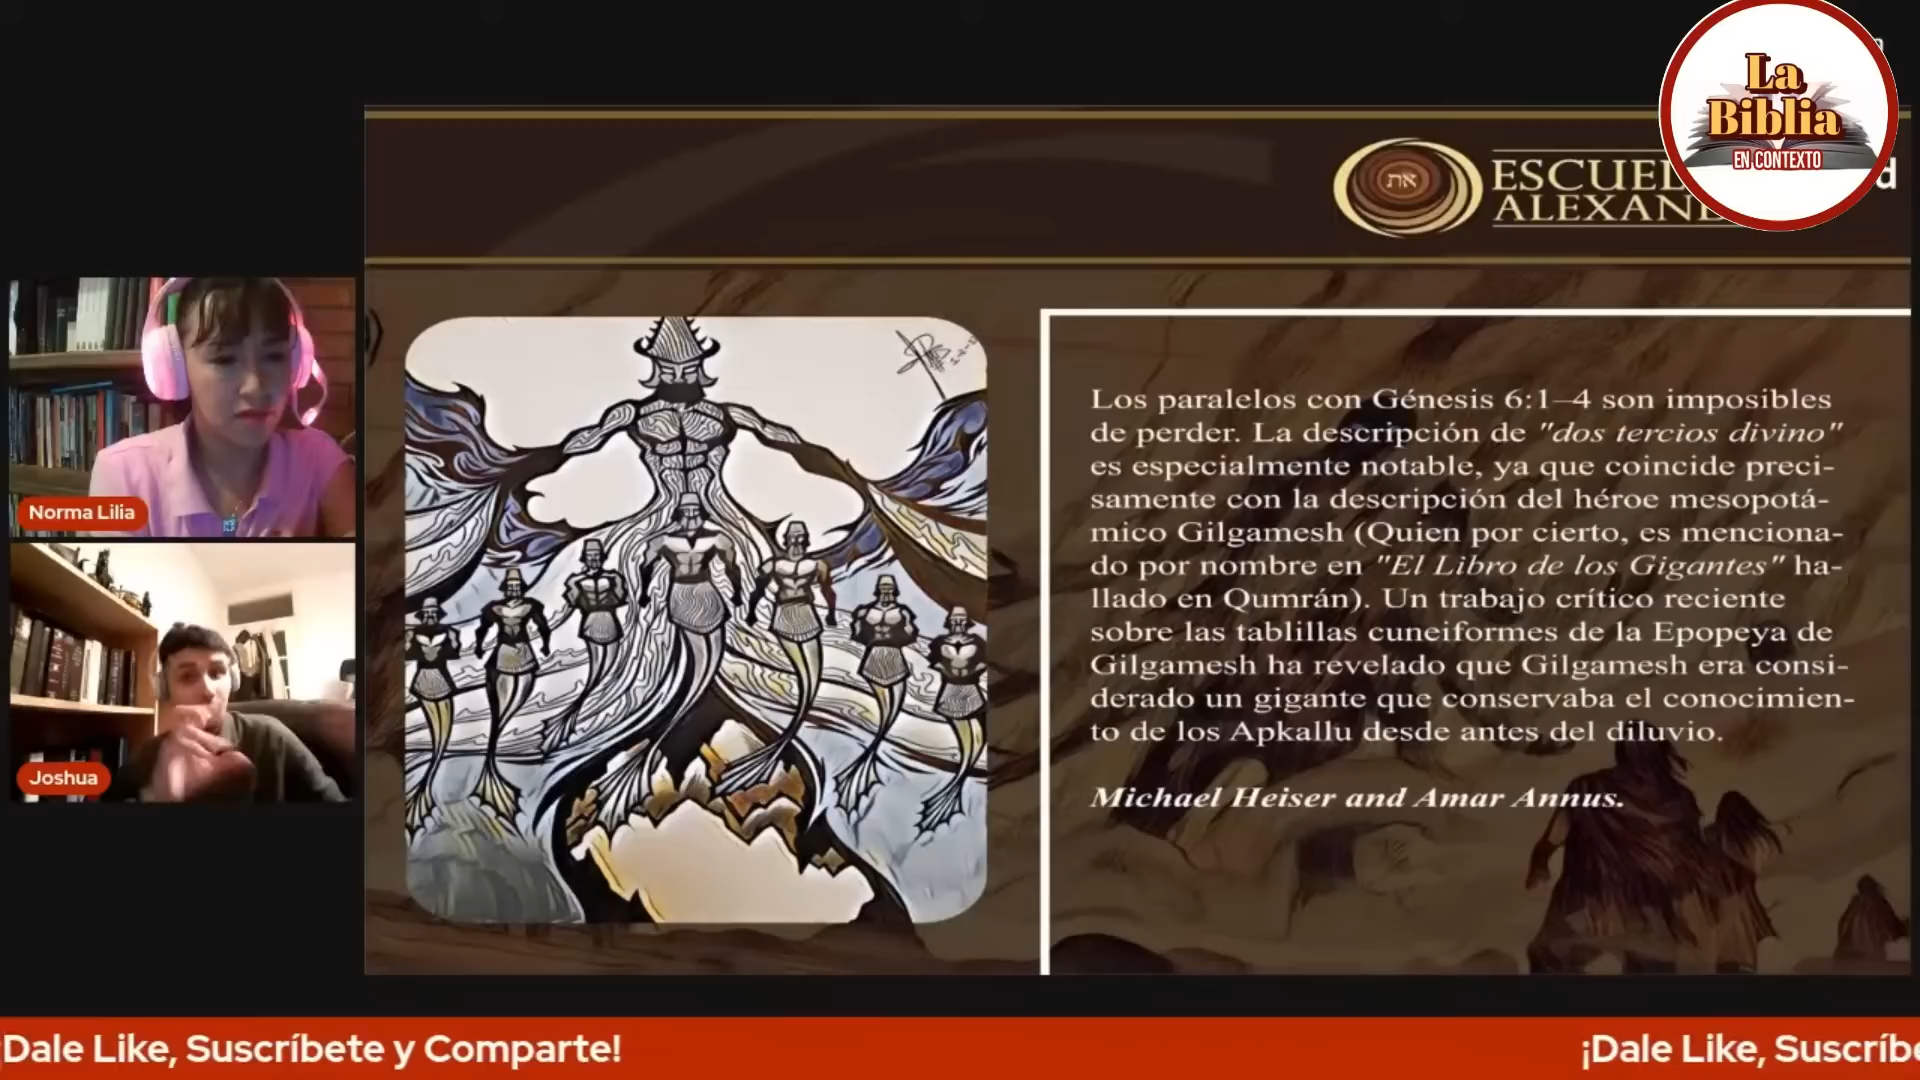 La
Biblia
EN CONTEXTO
את
ESCUEL
ALEXAN
d
Los paralelos con Génesis 6:1–4 son imposibles
de perder. La descripción de "dos tercios divino"
es especialmente notable, ya que coincide preci-
samente con la descripción del héroe mesopotá-
mico Gilgamesh (Quien por cierto, es menciona-
do por nombre en "El Libro de los Gigantes" ha-
llado en Qumrán). Un trabajo crítico reciente
sobre las tablillas cuneiformes de la Epopeya de
Gilgamesh ha revelado que Gilgamesh era consi-
derado un gigante que conservaba el conocimien-
to de los Apkallu desde antes del diluvio.
Michael Heiser and Amar Annus.
Norma Lilia
Joshua
¡Dale Like, Suscríbete y Comparte!
¡Dale Like, Suscríbe